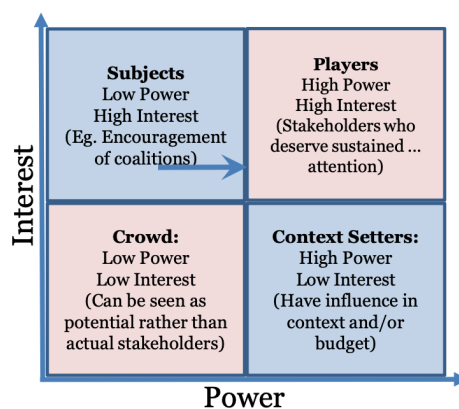 Interest
Subjects
Low Power
High Interest
(Eg. Encouragement
of coalitions)
Players
High Power
High Interest
(Stakeholders who
deserve sustained ...
attention)
Crowd:
Low Power
Low Interest
(Can be seen as
potential rather than
actual stakeholders)
Context Setters:
High Power
Low Interest
(Have influence in
context and/or
budget)
Power